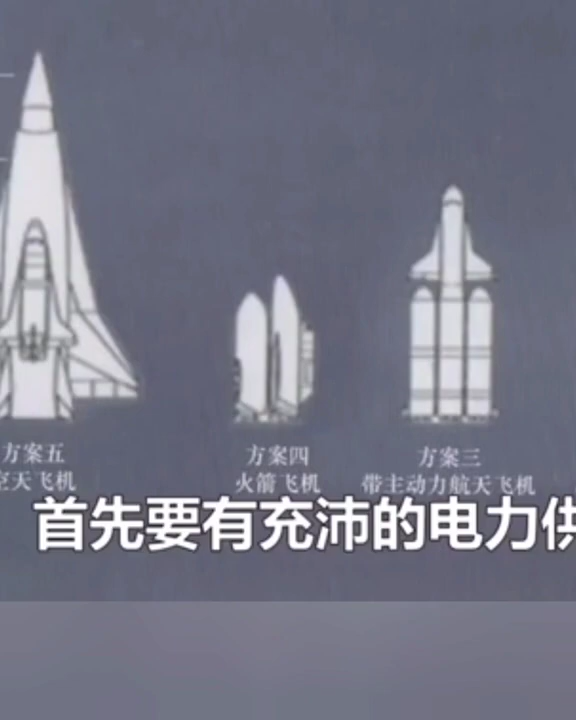 方案五
空天飞机
方案四
火箭飞机
方案三
带主动力航天飞机
首先要有充沛的电力供